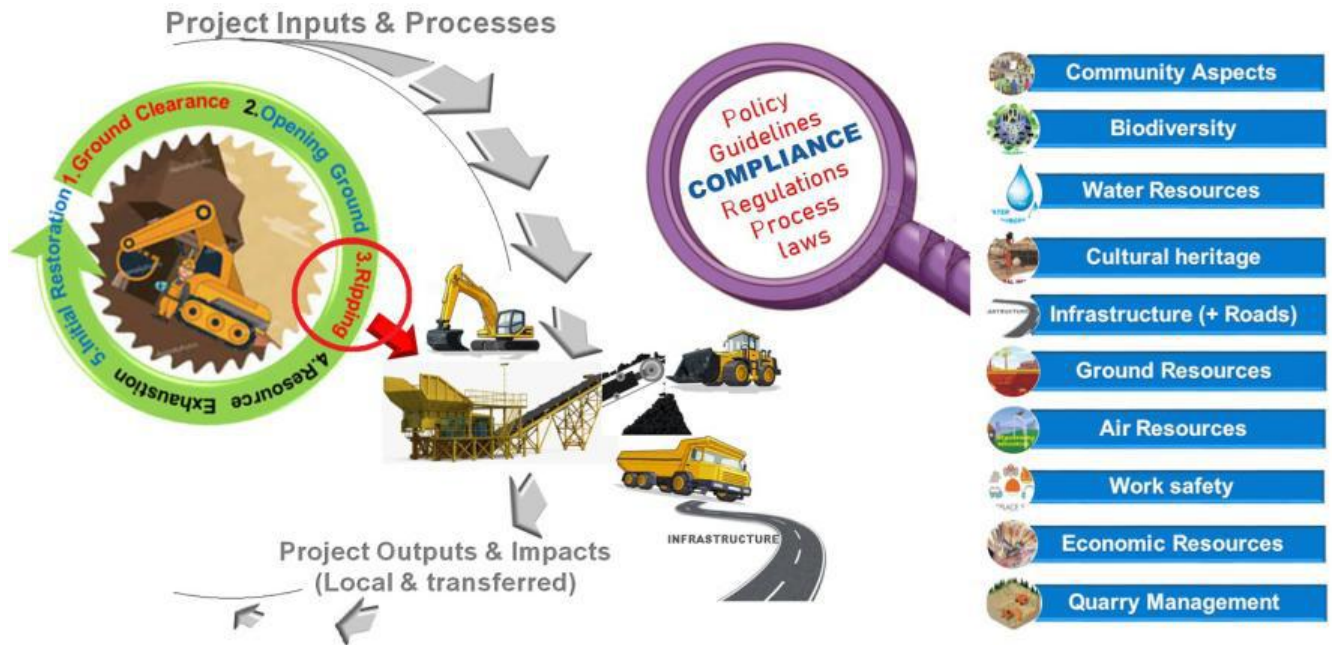 Project Inputs & Processes
1.Ground Clearance
2.Opening Ground
3.Ripping
4.Resource Exhaustion
5.Initial Restoration
Policy
Guidelines
COMPLIANCE
Regulations
Process
laws
INFRASTRUCTURE
Project Outputs & Impacts
(Local & transferred)
Community Aspects
Biodiversity
Water Resources
Cultural heritage
Infrastructure (+ Roads)
Ground Resources
Air Resources
Work safety
Economic Resources
Quarry Management